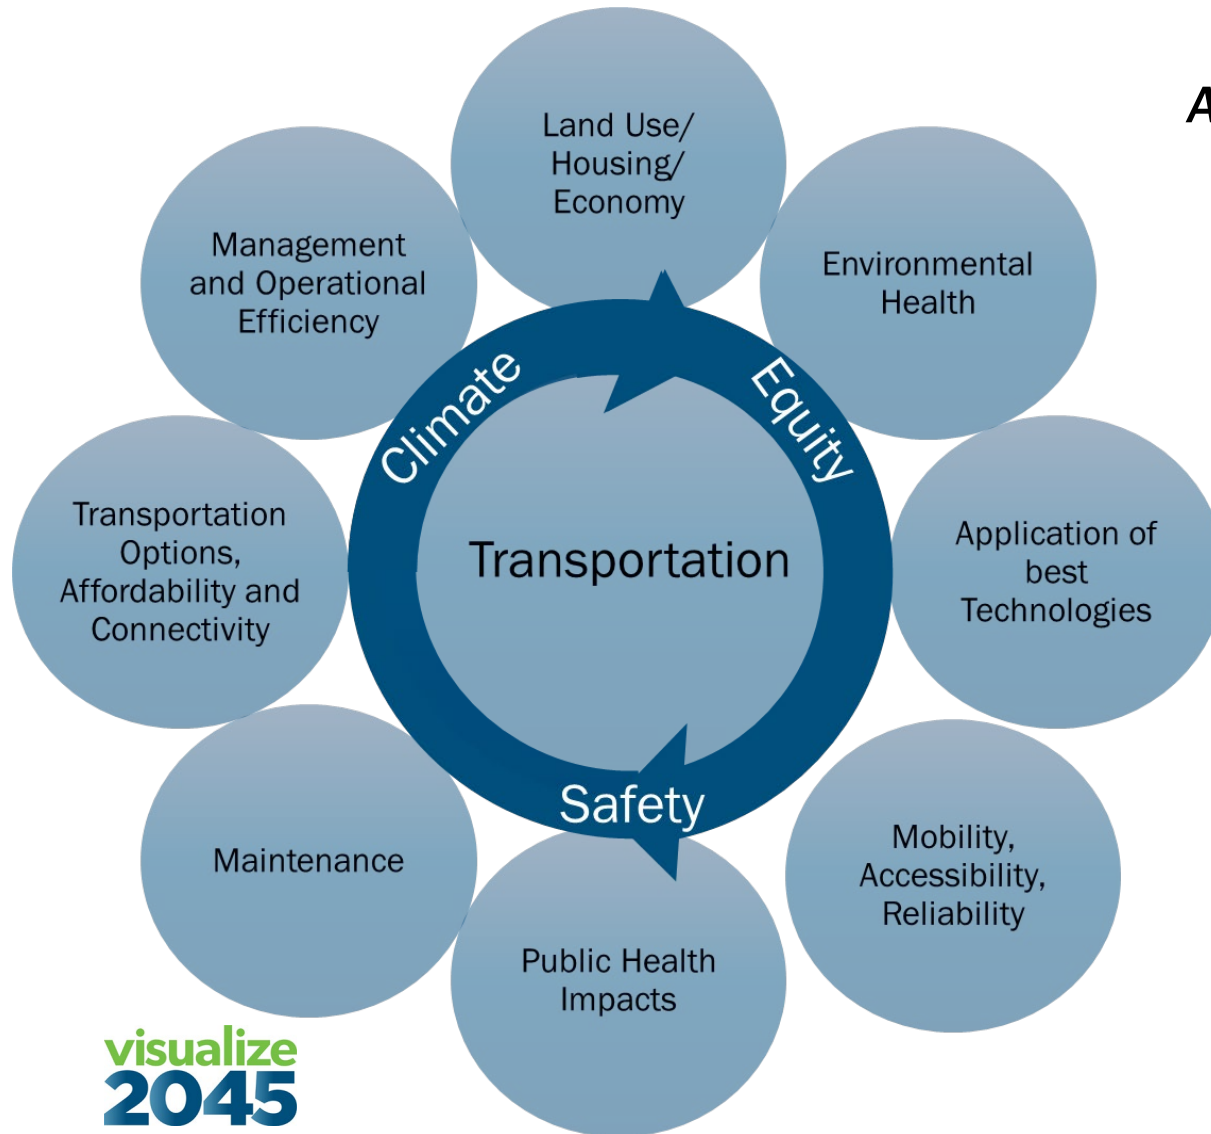 A
Land Use/
Housing/
Economy
Management
and Operational
Efficiency
Environmental
Health
Climate
Equity
Transportation
Options,
Affordability and
Connectivity
Transportation
Application of
best
Technologies
Safety
Maintenance
Mobility,
Accessibility,
Reliability
Public Health
Impacts
visualize
2045